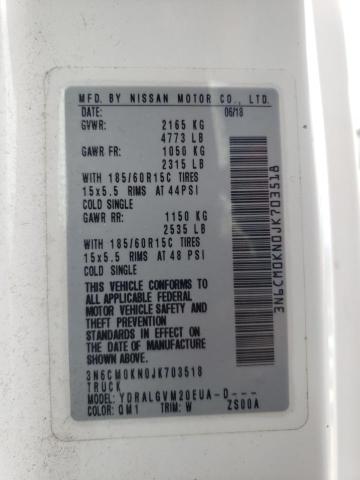 MFD. BY NISSAN MOTOR CO., LTD.
DATE: 06/18
GVWR: 2165 KG
4773 LB
GAWR FR: 1050 KG
2315 LB
WITH 185/60R15C TIRES
15x5.5 RIMS AT 44PSI
COLD SINGLE
GAWR RR: 1150 KG
2535 LB
WITH 185/60R15C TIRES
15x5.5 RIMS AT 48 PSI
COLD SINGLE
THIS VEHICLE CONFORMS TO
ALL APPLICABLE FEDERAL
MOTOR VEHICLE SAFETY AND
THEFT PREVENTION
STANDARDS IN EFFECT ON
THE DATE OF MANUFACTURE
SHOWN ABOVE.
3N6CM0KN0JK703518
TRUCK
MODEL: YDRALGVM20EUA-D---
COLOR: QM1 TRIM: W ZS00A
3N6CM0KN0JK703518